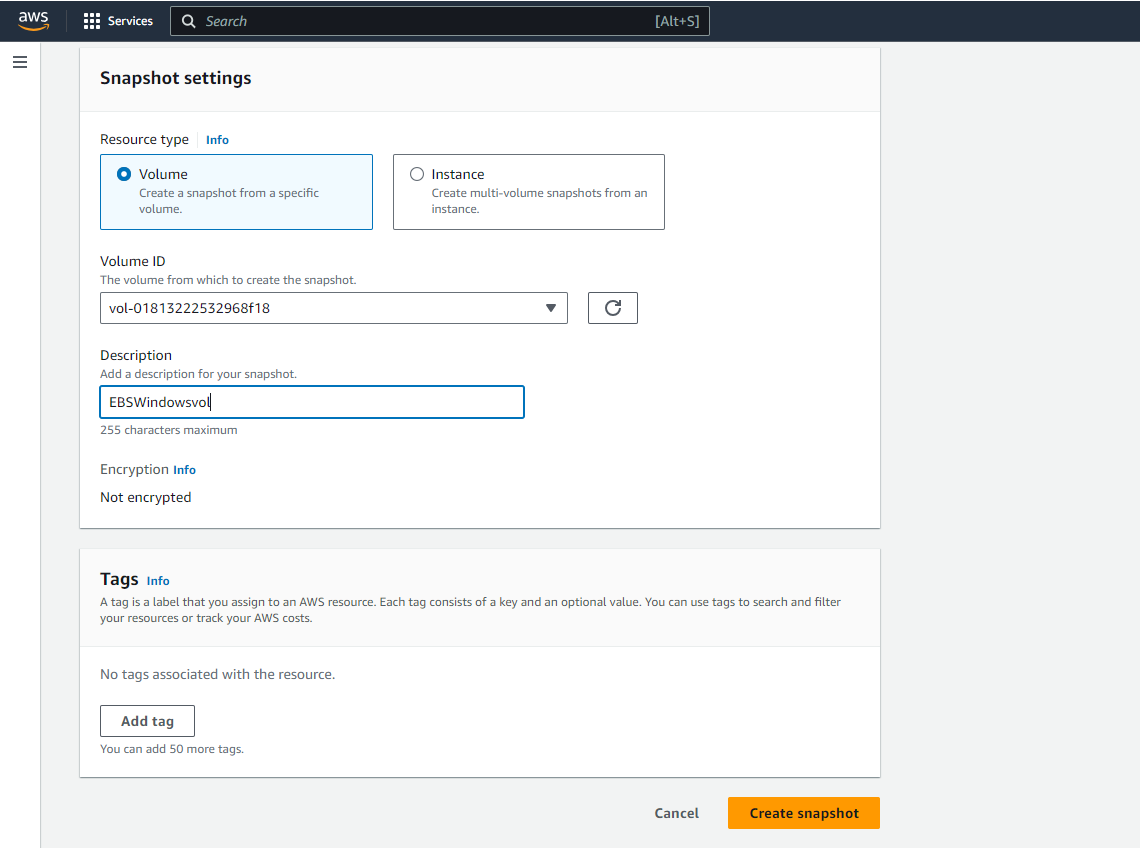 aws
Services
Search [Alt+S]
Snapshot settings
Resource type Info
Volume
Create a snapshot from a specific
volume.
Instance
Create multi-volume snapshots from an
instance.
Volume ID
The volume from which to create the snapshot.
vol-01813222532968f18
Description
Add a description for your snapshot.
EBSWindowsvol
255 characters maximum
Encryption Info
Not encrypted
Tags Info
A tag is a label that you assign to an AWS resource. Each tag consists of a key and an optional value. You can use tags to search and filter
your resources or track your AWS costs.
No tags associated with the resource.
Add tag
You can add 50 more tags.
Cancel
Create snapshot